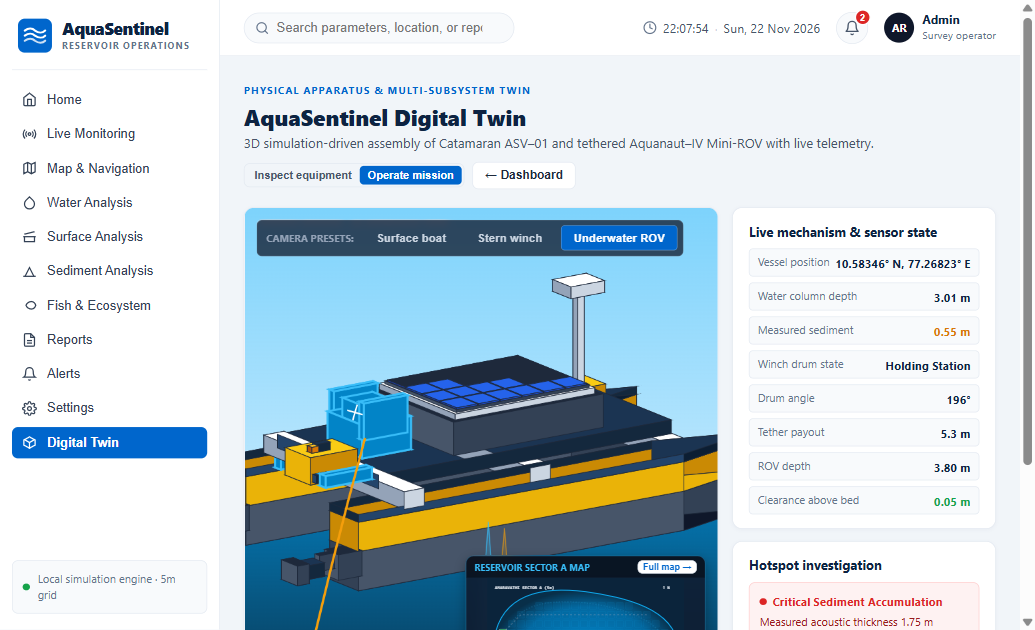 AquaSentinel
RESERVOIR OPERATIONS
Home
Live Monitoring
Map & Navigation
Water Analysis
Surface Analysis
Sediment Analysis
Fish & Ecosystem
Reports
Alerts
Settings
Digital Twin
Local simulation engine · 5m
grid
Search parameters, location, or repo
22:07:54 · Sun, 22 Nov 2026
2
AR
Admin
Survey operator
PHYSICAL APPARATUS & MULTI-SUBSYSTEM TWIN
AquaSentinel Digital Twin
3D simulation-driven assembly of Catamaran ASV–01 and tethered Aquanaut–IV Mini-ROV with live telemetry.
Inspect equipment Operate mission ← Dashboard
CAMERA PRESETS: Surface boat Stern winch Underwater ROV
RESERVOIR SECTOR A MAP Full map →
Live mechanism & sensor state
Vessel position 10.58346° N, 77.26823° E
Water column depth 3.01 m
Measured sediment 0.55 m
Winch drum state Holding Station
Drum angle 196°
Tether payout 5.3 m
ROV depth 3.80 m
Clearance above bed 0.05 m
Hotspot investigation
Critical Sediment Accumulation
Measured acoustic thickness 1.75 m